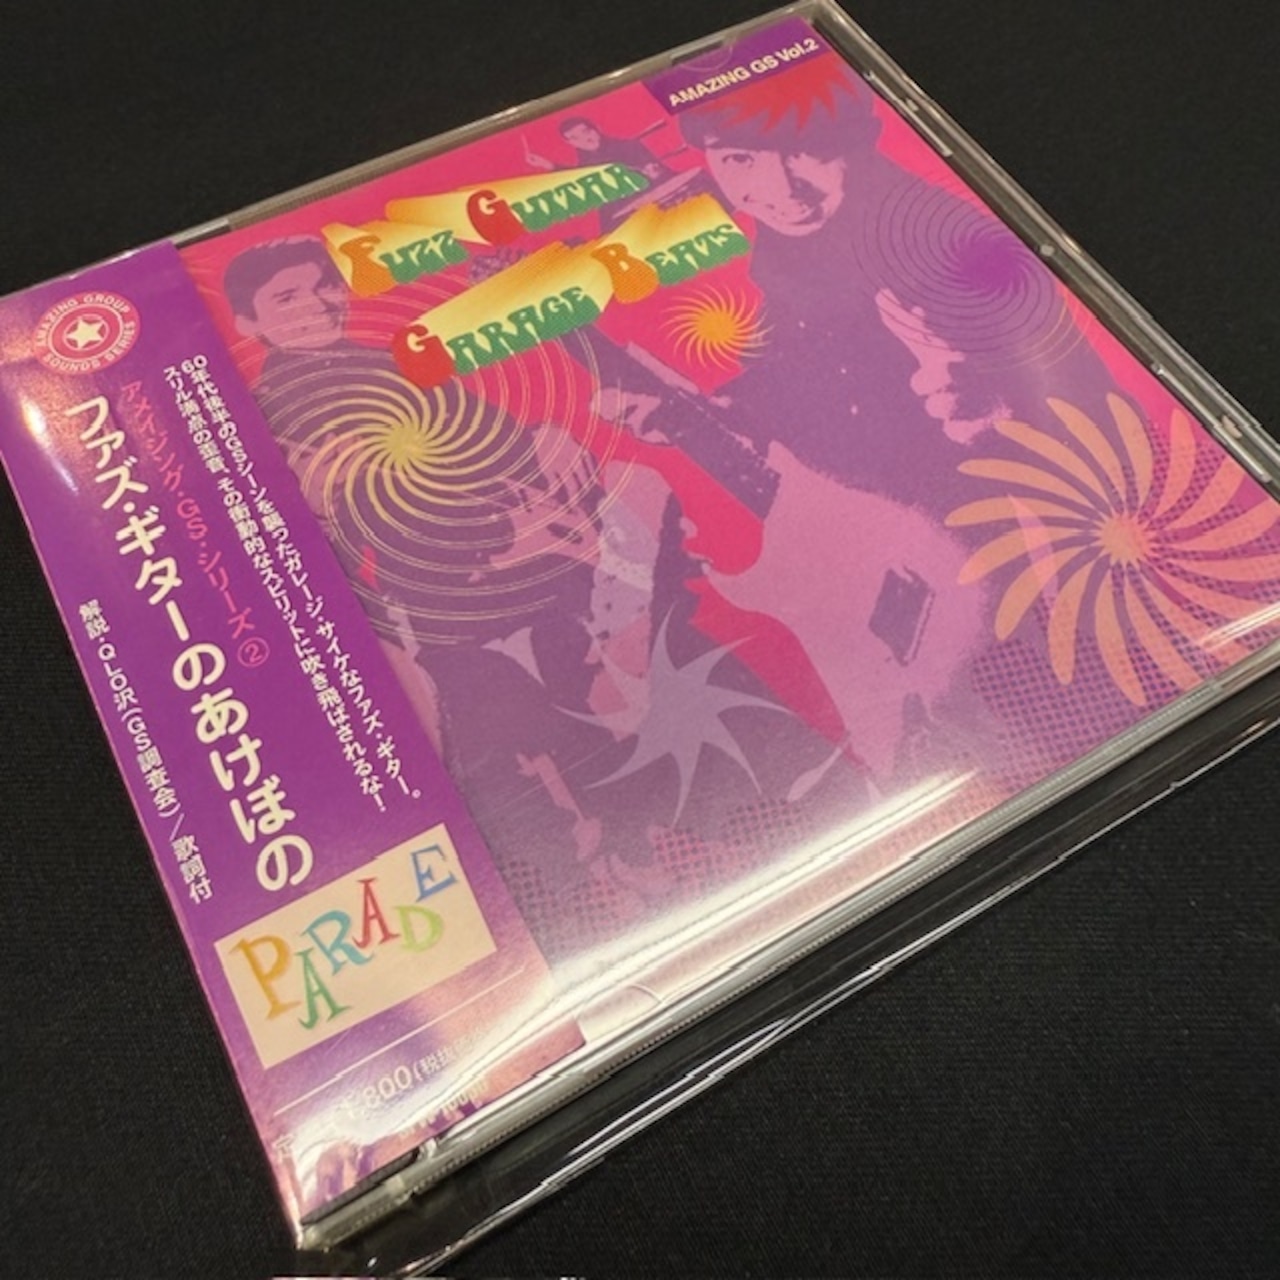 AMAZING GS Vol.2
FUZZ GUITAR
GARAGE BEATS
AMAZING GROUP
SOUNDS SERIES
60年代後半のGSシーンを襲ったガレージ・サイケなファズ・ギター。
スリル満点の歪音、その衝動的なスピリットに吹き飛ばされるな!
アメイジング・GS・シリーズ②
ファズ・ギターのあけぼの
解説・QLO沢(GS調査会)/歌詞付
PARADE
800(税抜